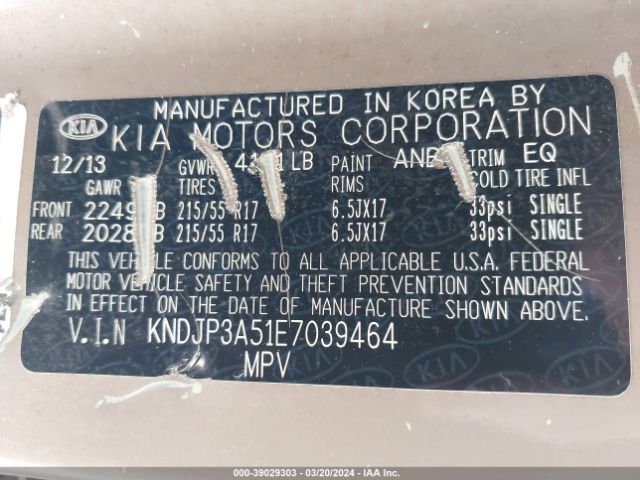 MANUFACTURED IN KOREA BY
KIA KIA MOTORS CORPORATION
12/13 GVWR LB PAINT TRIM EQ
GAWR TIRES RIMS COLD TIRE INFL
FRONT 215/55 R17 6.5JX17 33psi SINGLE
REAR 215/55 R17 6.5JX17 33psi SINGLE
THIS VEHICLE CONFORMS TO ALL APPLICABLE U.S.A. FEDERAL
MOTOR VEHICLE SAFETY AND THEFT PREVENTION STANDARDS
IN EFFECT ON THE DATE OF MANUFACTURE SHOWN ABOVE.
V.I.N KNDJP3A51E7039464
MPV
000-39029303 - 03/20/2024 - IAAI.COM